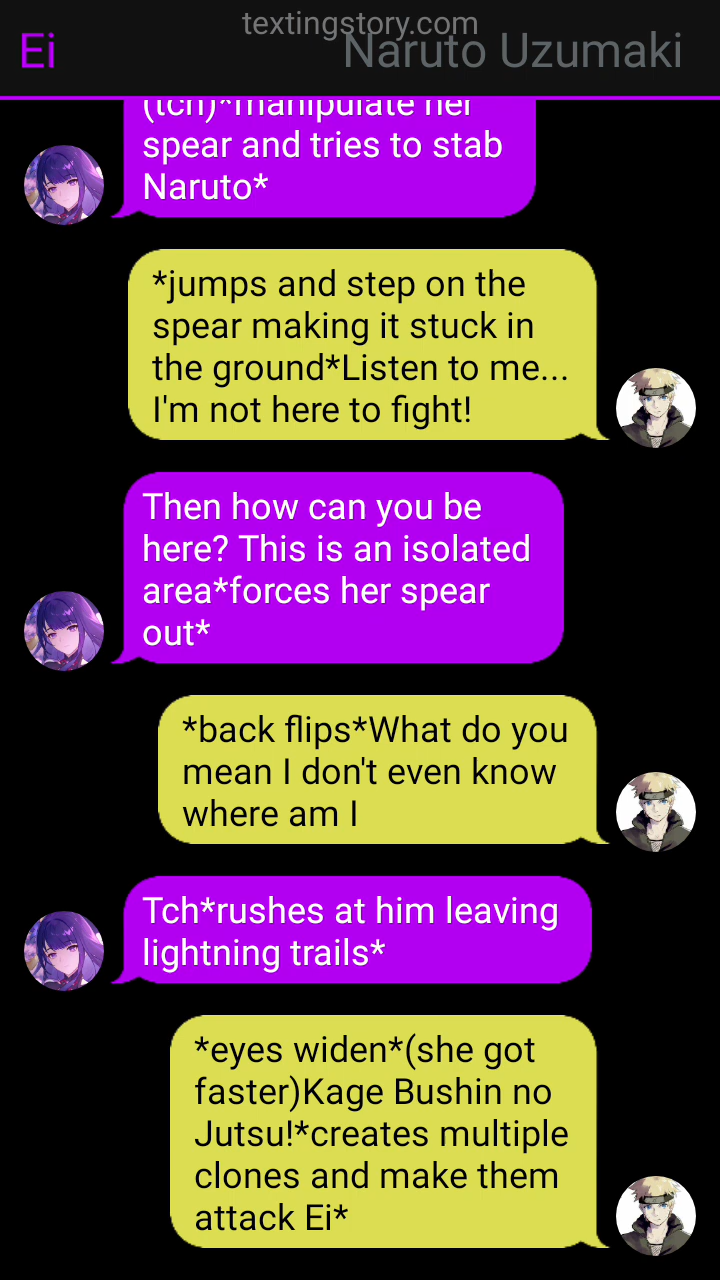 textingstory.com
Ei
Naruto Uzumaki
(tch)*manipulate her
spear and tries to stab
Naruto*
*jumps and step on the
spear making it stuck in
the ground*Listen to me...
I'm not here to fight!
Then how can you be
here? This is an isolated
area*forces her spear
out*
*back flips*What do you
mean I don't even know
where am I
Tch*rushes at him leaving
lightning trails*
*eyes widen*(she got
faster)Kage Bushin no
Jutsu!*creates multiple
clones and make them
attack Ei*